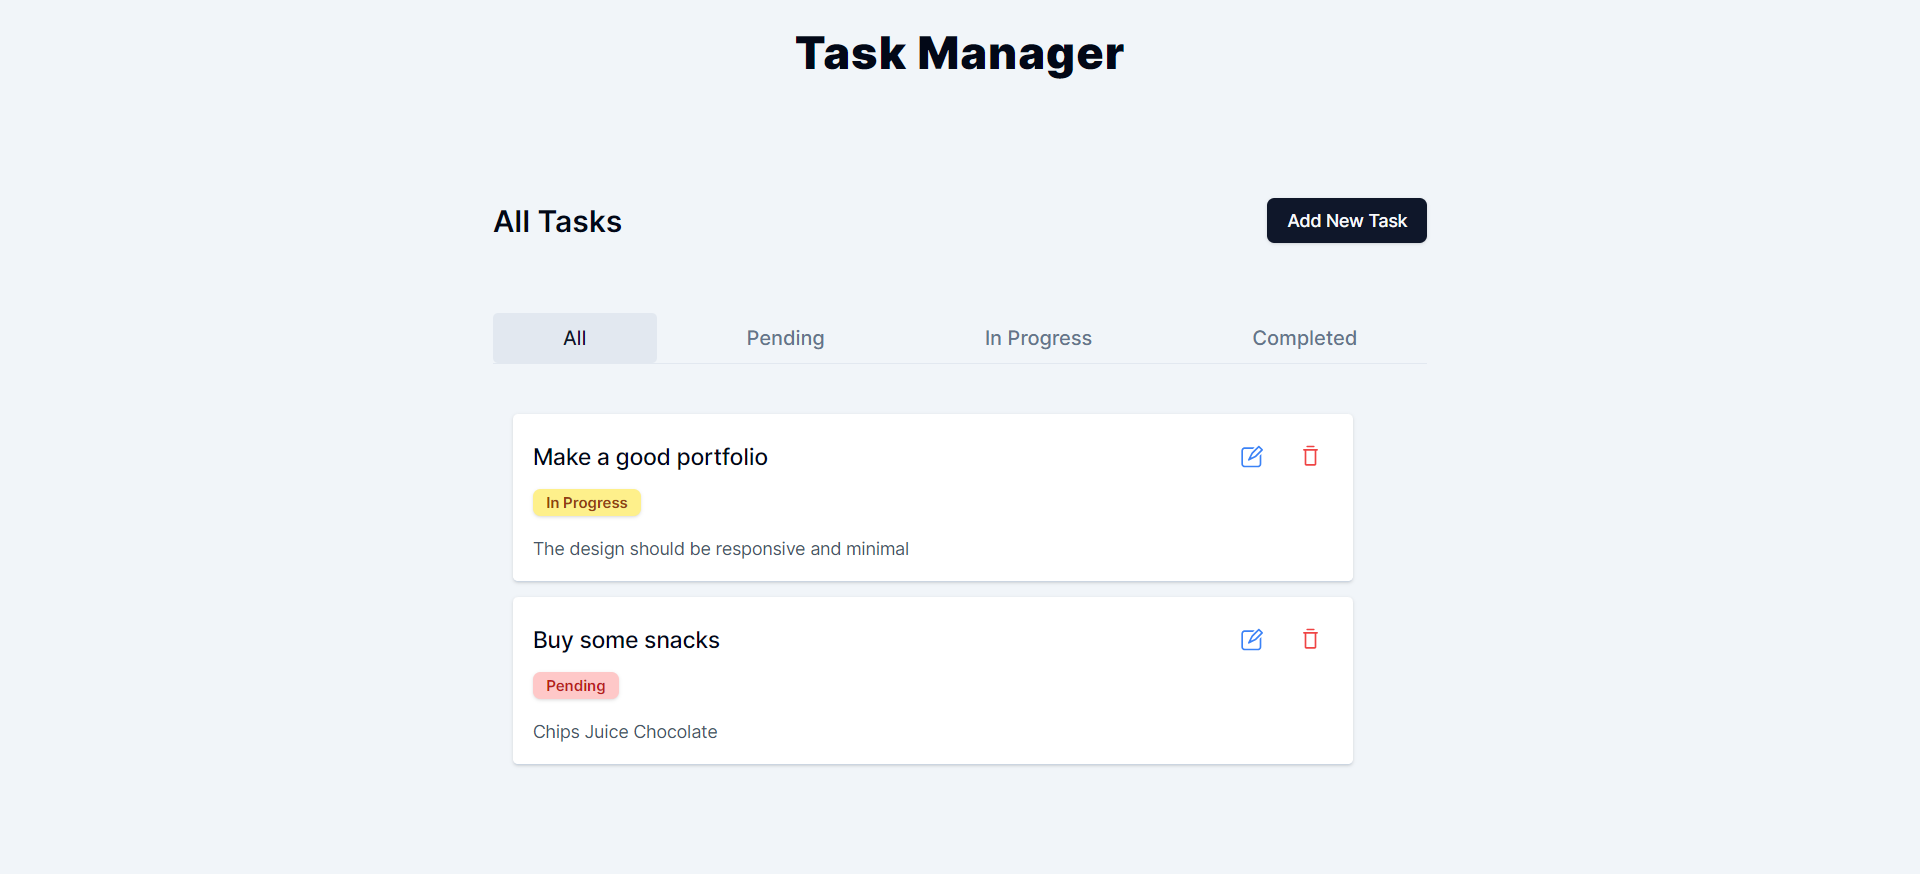 Task Manager
All Tasks
Add New Task
All
Pending
In Progress
Completed
Make a good portfolio
In Progress
The design should be responsive and minimal
Buy some snacks
Pending
Chips Juice Chocolate